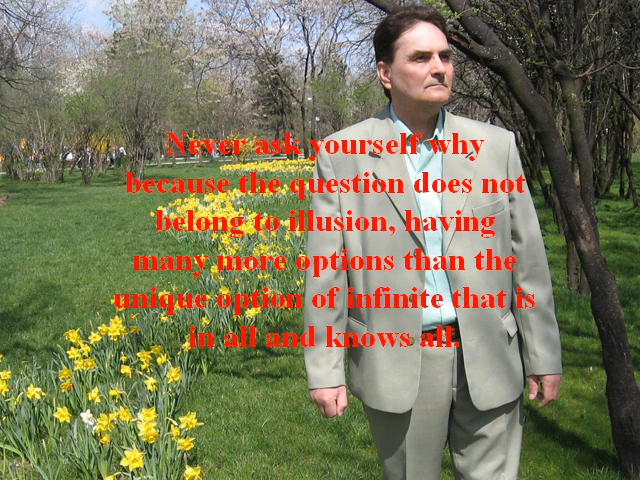 Never ask yourself why
because the question does not
belong to illusion, having
many more options than the
unique option of infinite that is
in all and knows all.